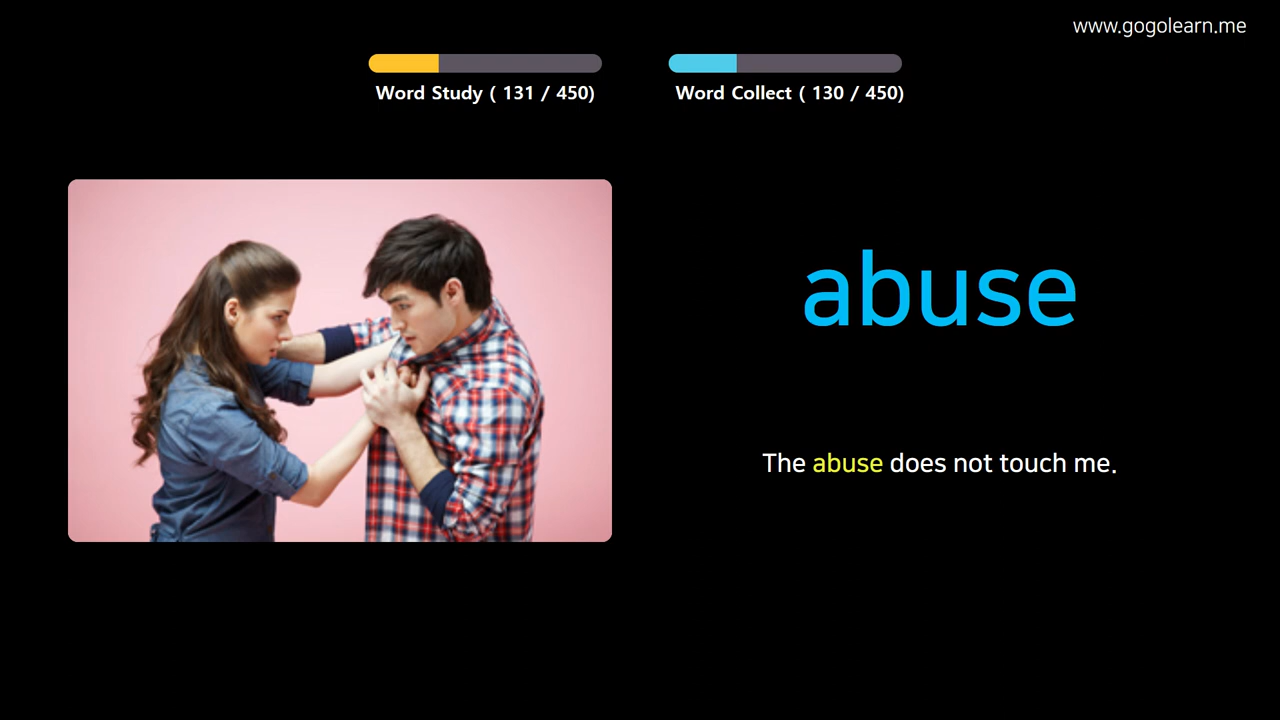 www.gogolearn.me
Word Study ( 131 / 450)
Word Collect ( 130 / 450)
abuse
The abuse does not touch me.